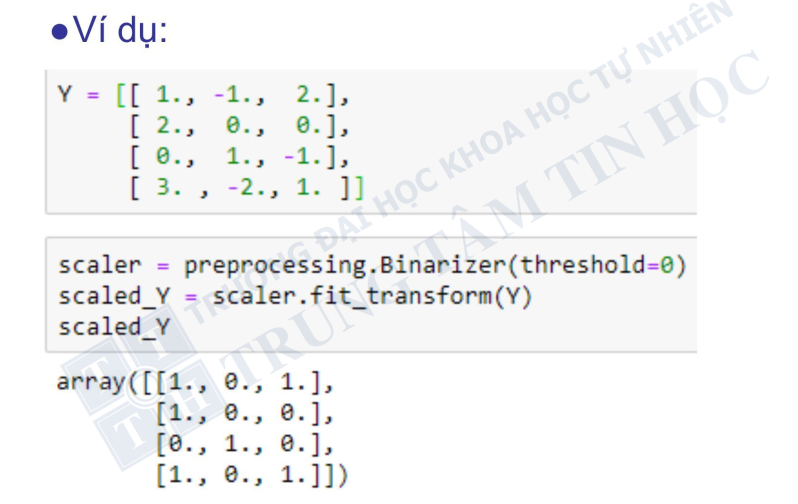 ●Ví dụ:
Y = [[ 1., -1., 2.],
[ 2., 0., 0.],
[ 0., 1., -1.],
[ 3. , -2., 1. ]]
scaler = preprocessing.Binarizer(threshold=0)
scaled_Y = scaler.fit_transform(Y)
scaled_Y
array([[1., 0., 1.],
[1., 0., 0.],
[0., 1., 0.],
[1., 0., 1.]])
TRƯỜNG ĐẠI HỌC KHOA HỌC TỰ NHIÊN
TRUNG TÂM TIN HỌC
T T
T H